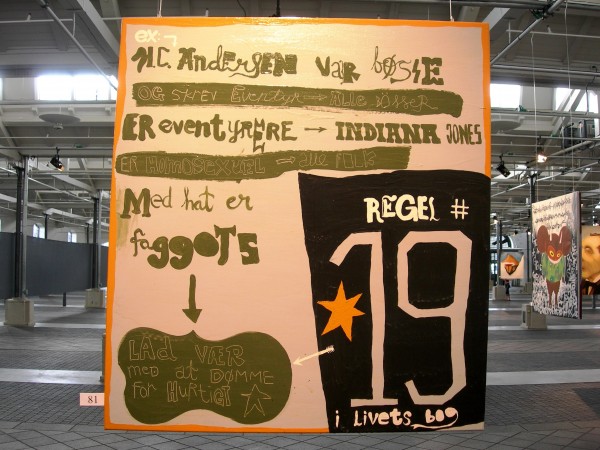 ex: ¬
H.C. Andersen var bøsse
OG SKrev Eventyr → Alle bøsser
ER eventyrERE → INDIANA JONES
ER HOMOSEXUEL → alle FOLK
Med hat er
faggots
LAD VÆR
med at DØMME
FOR HURTIGT
REGEL #
19
i Livets bog
81